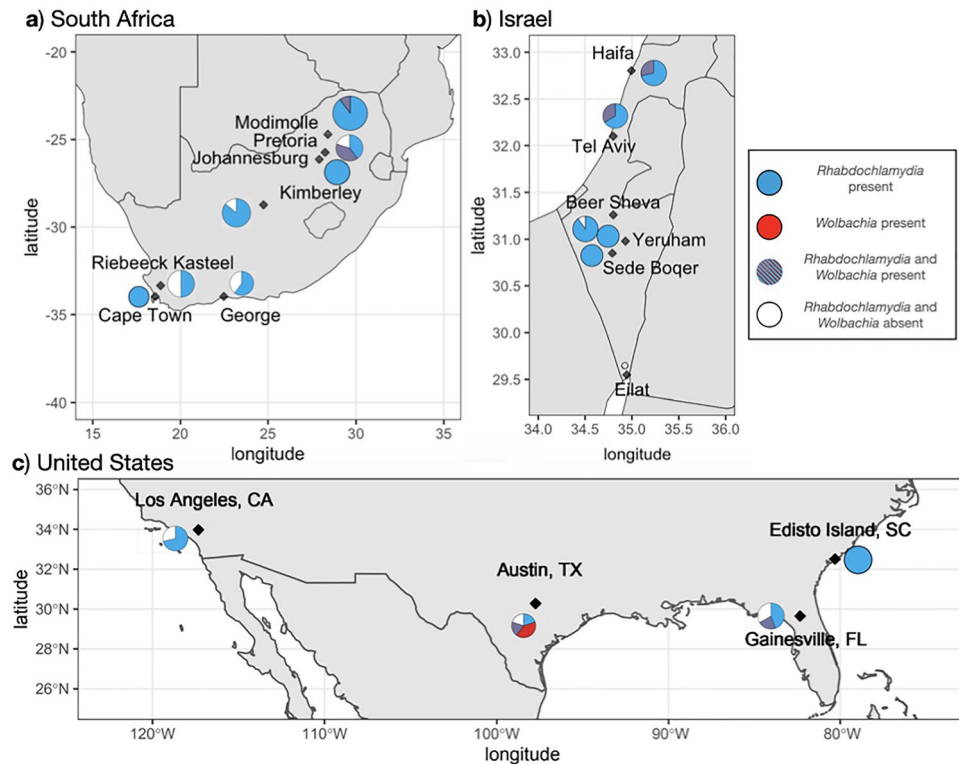 a) South Africa
-20
-25
-30
-35
-40
latitude
Modimolle
Pretoria
Johannesburg
Kimberley
Riebeeck Kasteel
Cape Town
George
15
20
25
30
35
longitude
b) Israel
33.0
32.5
32.0
31.5
31.0
30.5
30.0
29.5
latitude
Haifa
Tel Aviv
Beer Sheva
Yeruham
Sede Boqer
Eilat
34.0
34.5
35.0
35.5
36.0
longitude
Rhabdochlamydia
present
Wolbachia present
Rhabdochlamydia and
Wolbachia present
Rhabdochlamydia and
Wolbachia absent
c) United States
36°N
34°N
32°N
30°N
28°N
26°N
latitude
Los Angeles, CA
Austin, TX
Edisto Island, SC
Gainesville, FL
120°W
110°W
100°W
90°W
80°W
longitude